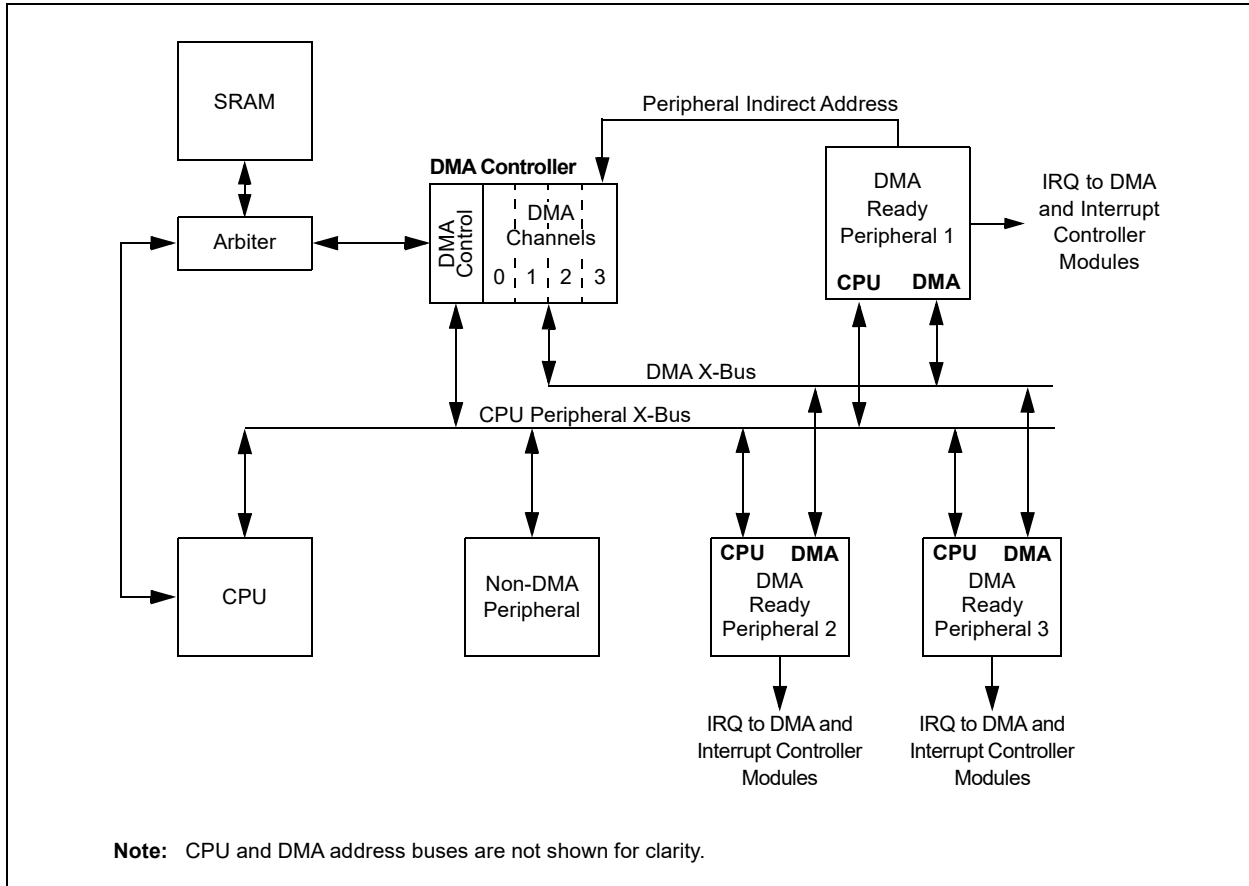 SRAM
Peripheral Indirect Address
DMA Controller
DMA
Control
DMA
Channels
0 1 2 3
Arbiter
DMA
Ready
Peripheral 1
CPU DMA
IRQ to DMA
and Interrupt
Controller
Modules
DMA X-Bus
CPU Peripheral X-Bus
CPU
Non-DMA
Peripheral
CPU DMA
DMA
Ready
Peripheral 2
CPU DMA
DMA
Ready
Peripheral 3
IRQ to DMA and
Interrupt Controller
Modules
IRQ to DMA and
Interrupt Controller
Modules
Note: CPU and DMA address buses are not shown for clarity.